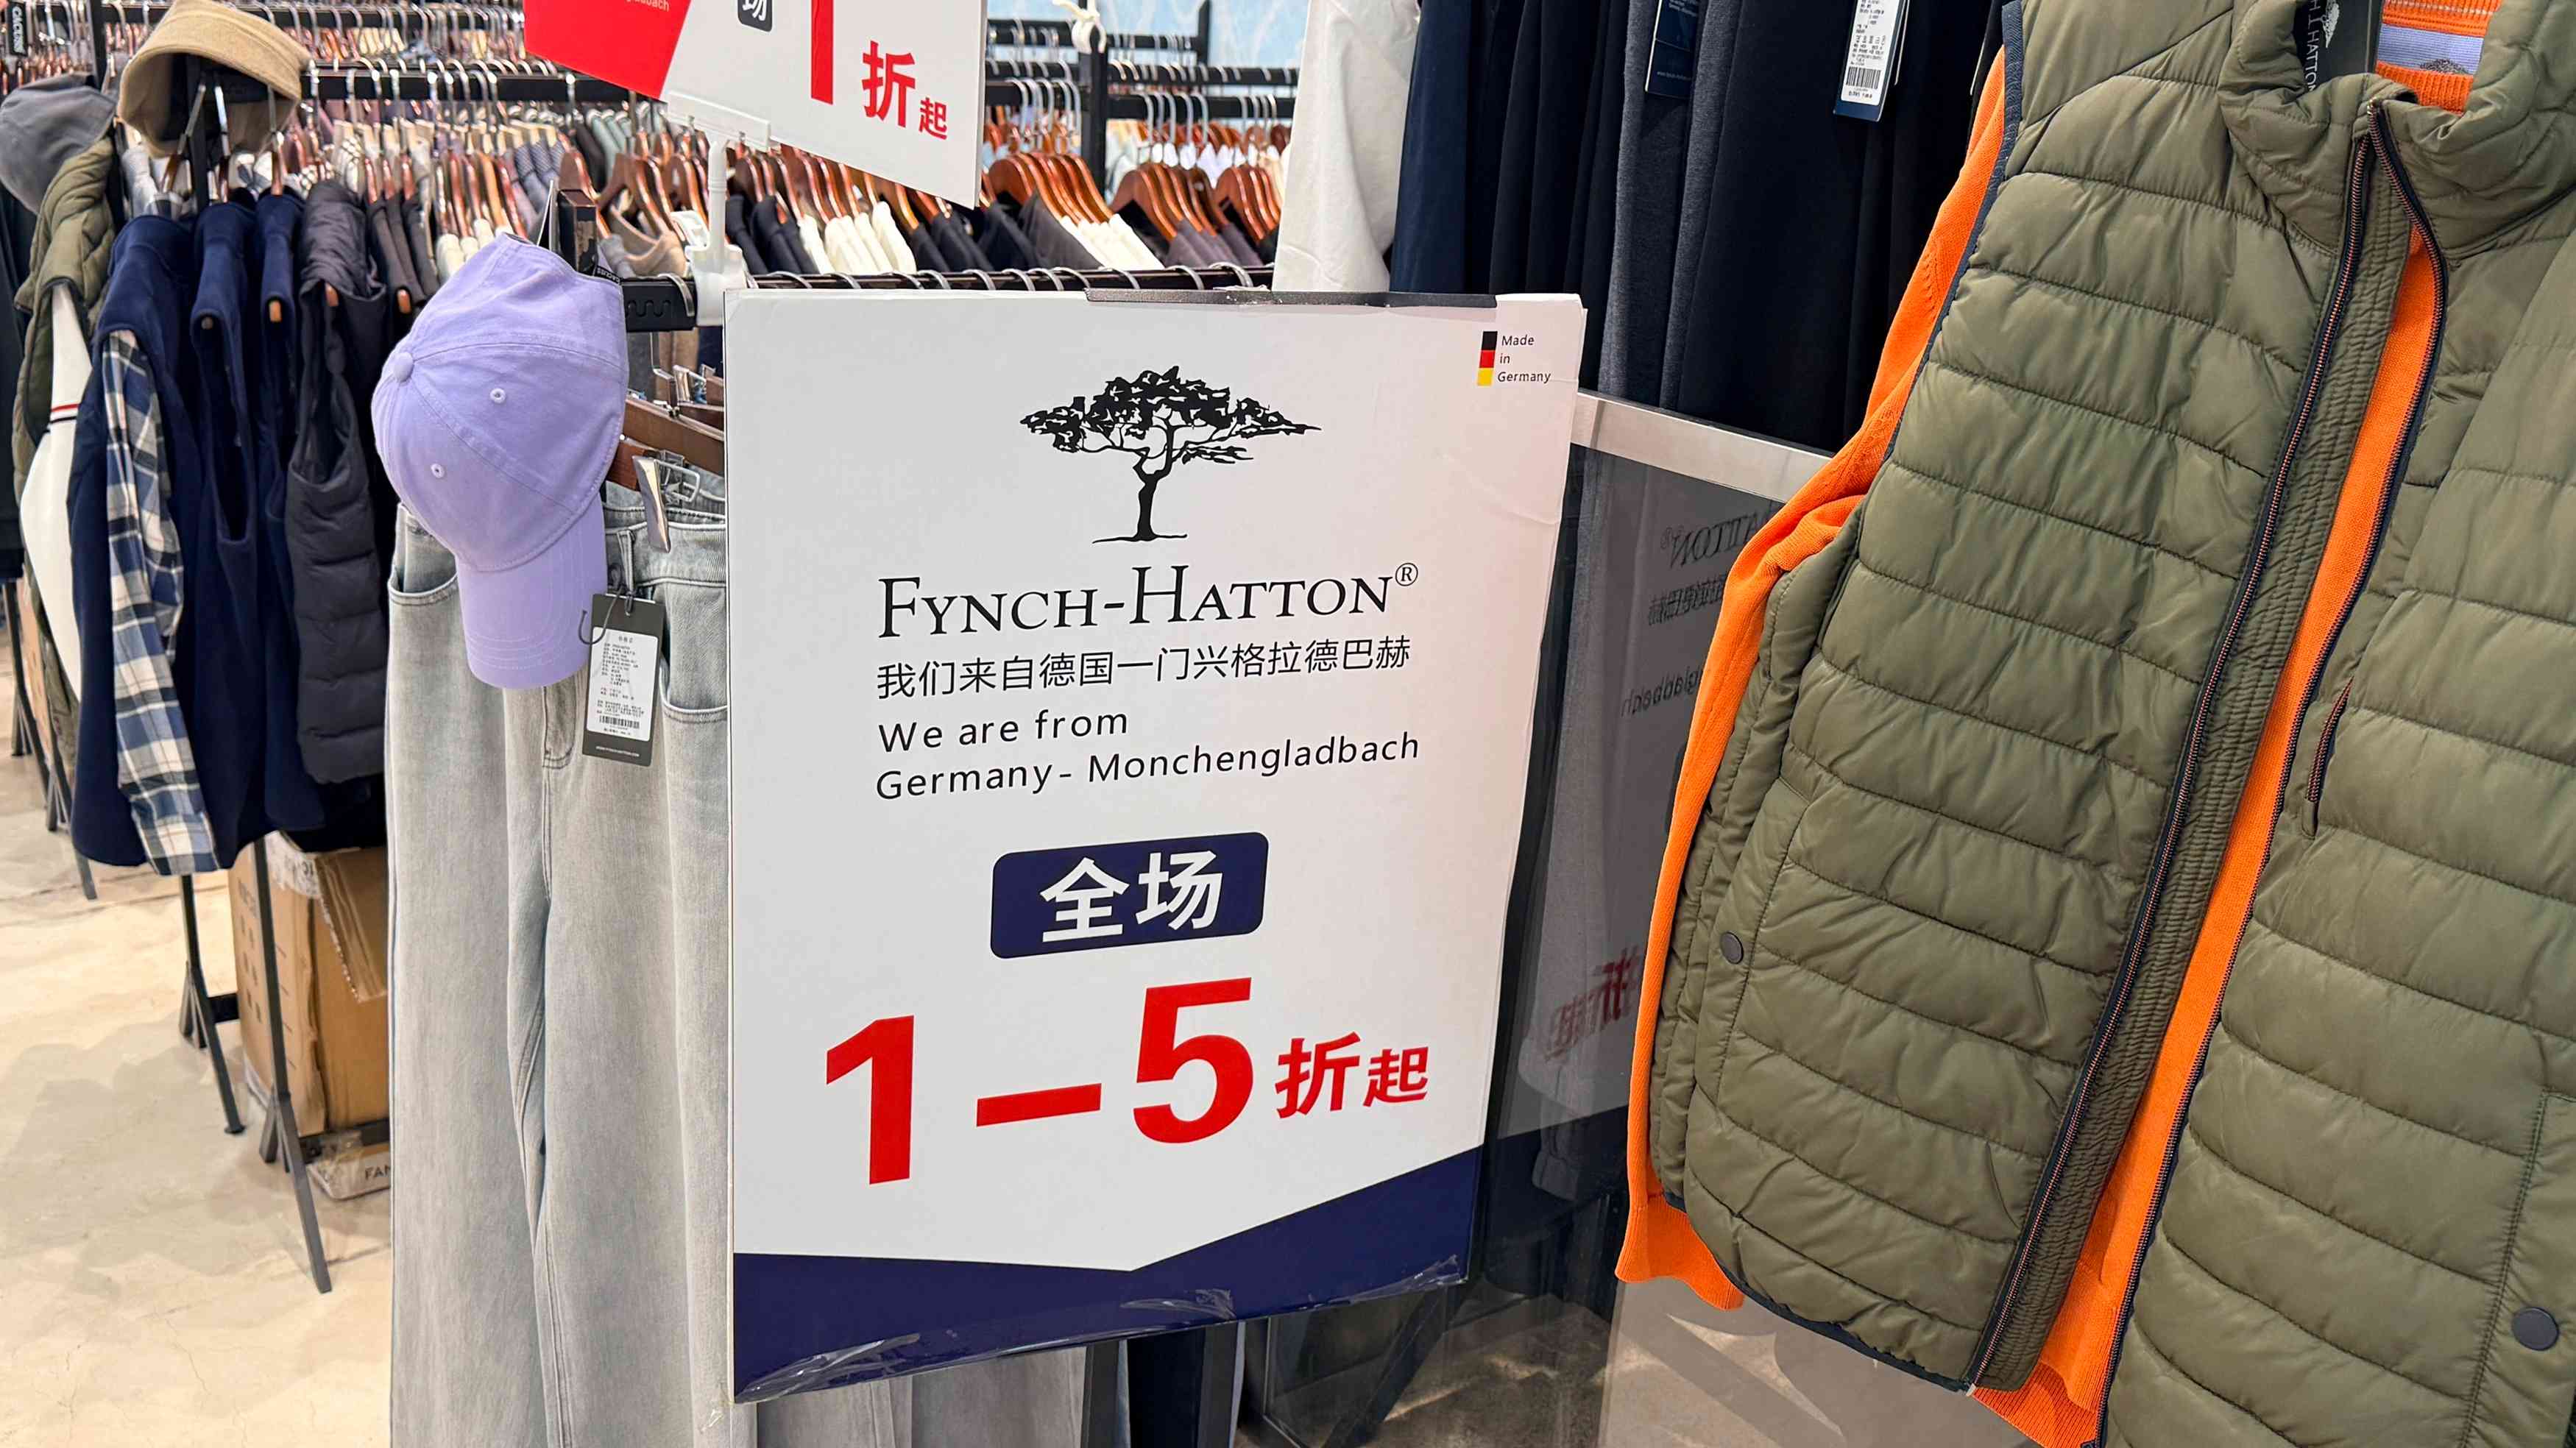 场
1折起
Made
in
Germany
FYNCH-HATTON®
我们来自德国一门兴格拉德巴赫
We are from
Germany - Monchengladbach
全场
1-5折起